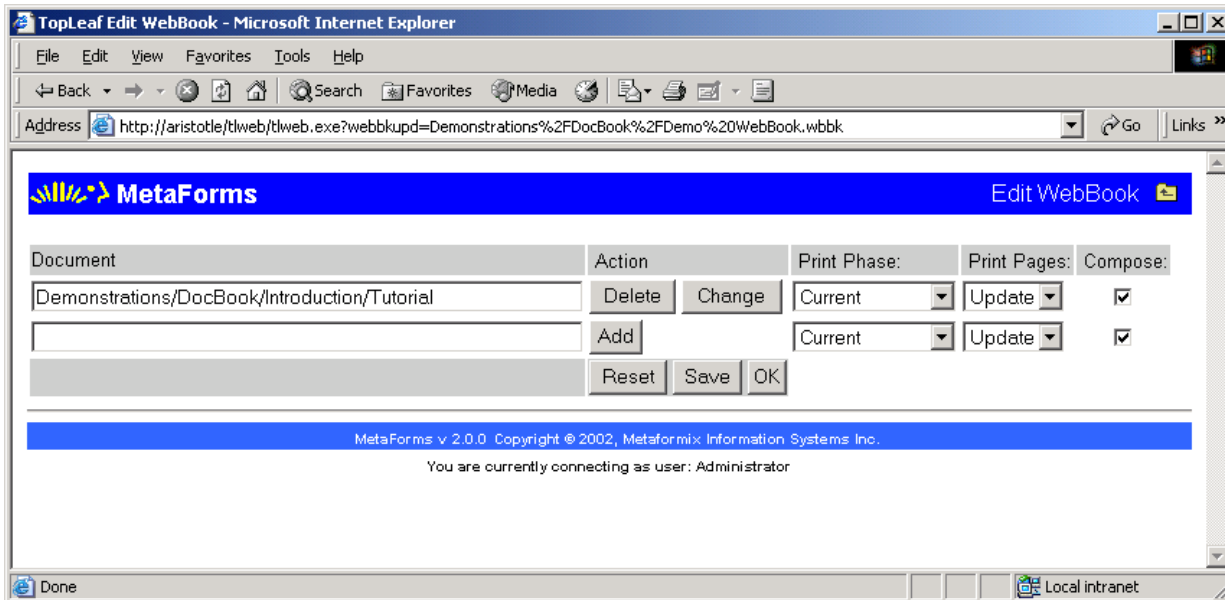 TopLeaf Edit WebBook - Microsoft Internet Explorer
File Edit View Favorites Tools Help
Back Search Favorites Media
Address http://aristotle/tlweb/tlweb.exe?webbkupd=Demonstrations%2FDocBook%2FDemo%20WebBook.wbbk Go Links »
MetaForms Edit WebBook
Document Action Print Phase: Print Pages: Compose:
Demonstrations/DocBook/Introduction/Tutorial Delete Change Current Update
Add Current Update
Reset Save OK
MetaForms v 2.0.0 Copyright © 2002, Metaformix Information Systems Inc.
You are currently connecting as user: Administrator
Done Local intranet